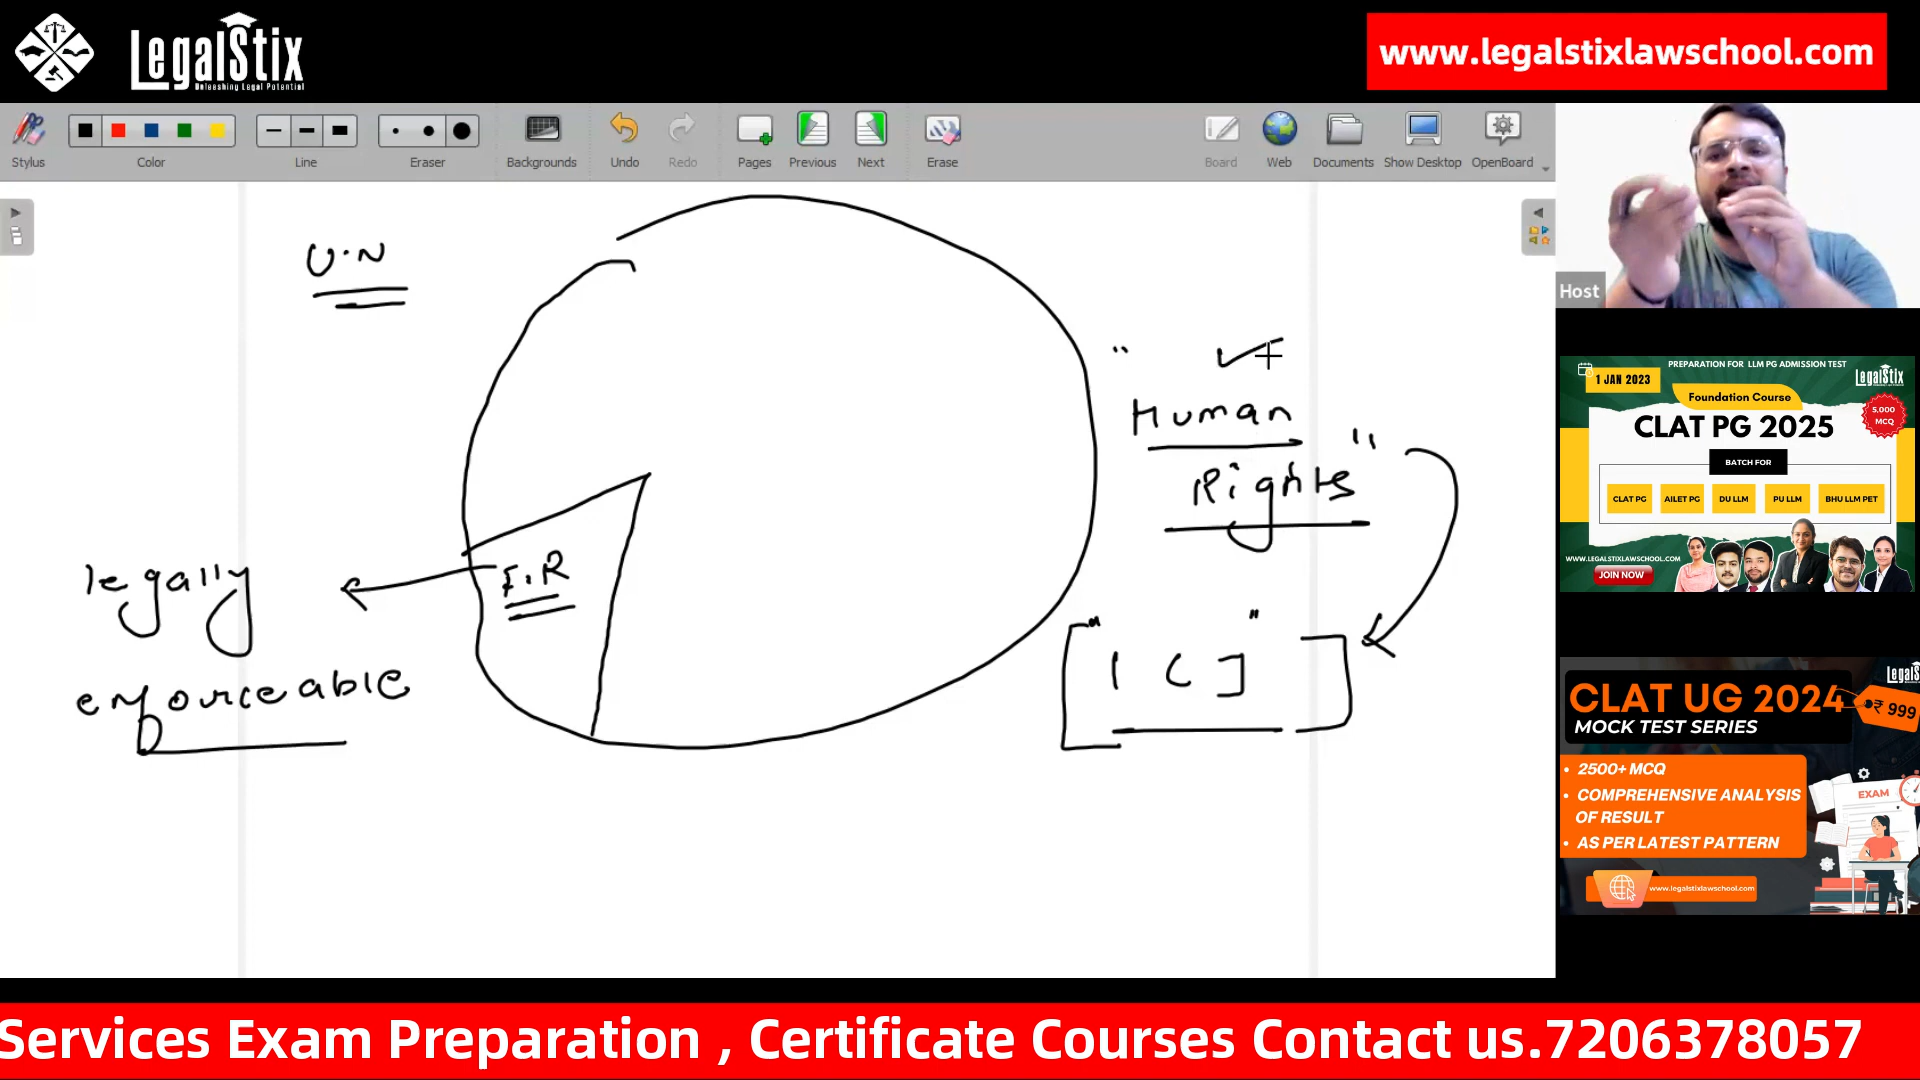 LegalStix
Unleashing Legal Potential
www.legalstixlawschool.com
Stylus
Color
Line
Eraser
Backgrounds
Undo
Redo
Pages
Previous
Next
Erase
Board
Web
Documents
Show Desktop
OpenBoard
Host
U.N
" Human
Rights "
F.R
legally
enforceable
[" I C J "]
PREPARATION FOR LLM PG ADMISSION TEST
1 JAN 2023
LegalStix
Foundation Course
5,000
MCQ
CLAT PG 2025
BATCH FOR
CLAT PG
AILET PG
DU LLM
PU LLM
BHU LLM PET
WWW.LEGALSTIXLAWSCHOOL.COM
JOIN NOW
LegalS
CLAT UG 2024
₹ 999
MOCK TEST SERIES
• 2500+ MCQ
• COMPREHENSIVE ANALYSIS
OF RESULT
• AS PER LATEST PATTERN
EXAM
www.legalstixlawschool.com
Services Exam Preparation , Certificate Courses Contact us.7206378057